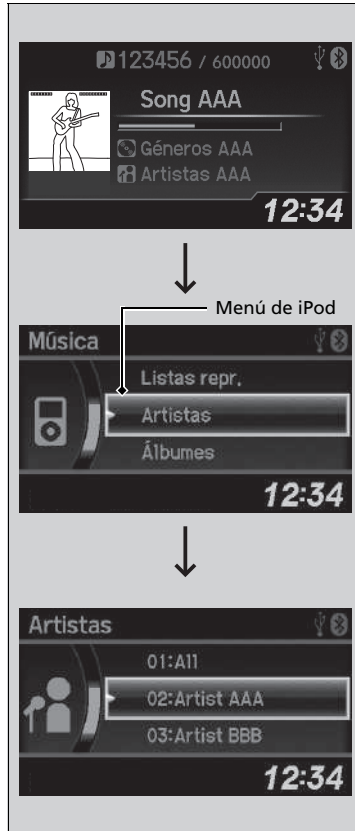 123456 / 600000
Song AAA
Géneros AAA
Artistas AAA
12:34
Menú de iPod
Música
Listas repr.
Artistas
Álbumes
12:34
Artistas
01:All
02:Artist AAA
03:Artist BBB
12:34